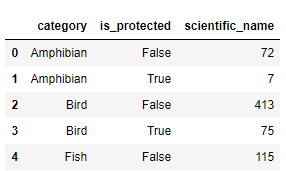 category is_protected scientific_name
0 Amphibian False 72
1 Amphibian True 7
2 Bird False 413
3 Bird True 75
4 Fish False 115